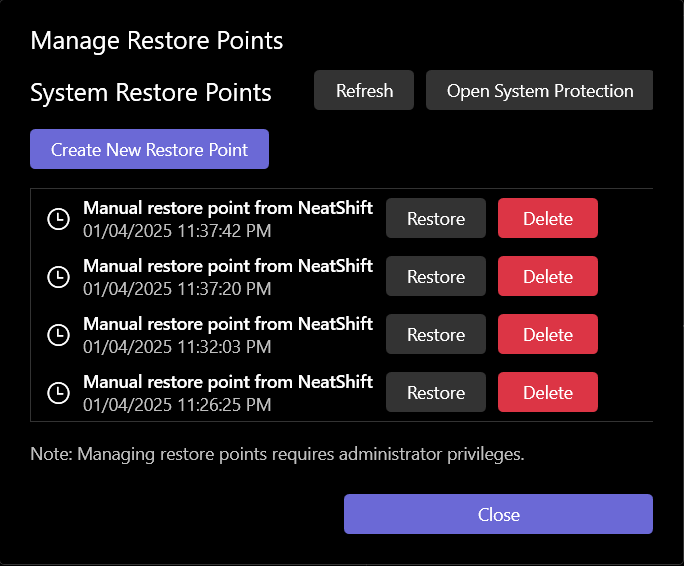 Manage Restore Points
System Restore Points
Refresh
Open System Protection
Create New Restore Point
Manual restore point from NeatShift
01/04/2025 11:37:42 PM
Restore
Delete
Manual restore point from NeatShift
01/04/2025 11:37:20 PM
Restore
Delete
Manual restore point from NeatShift
01/04/2025 11:32:03 PM
Restore
Delete
Manual restore point from NeatShift
01/04/2025 11:26:25 PM
Restore
Delete
Note: Managing restore points requires administrator privileges.
Close